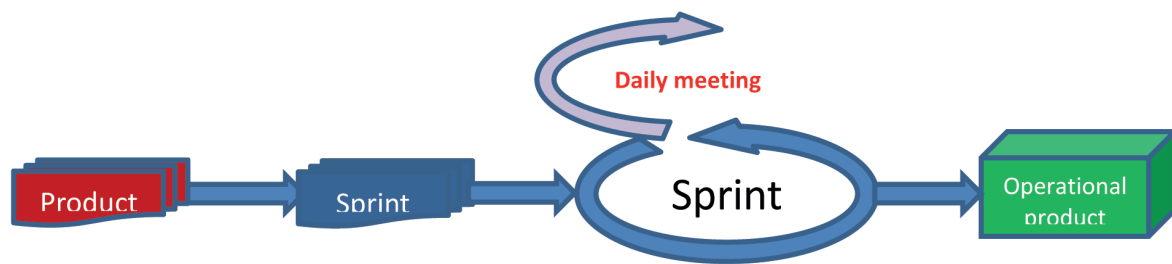 Daily meeting
Product
Sprint
Sprint
Operational
product